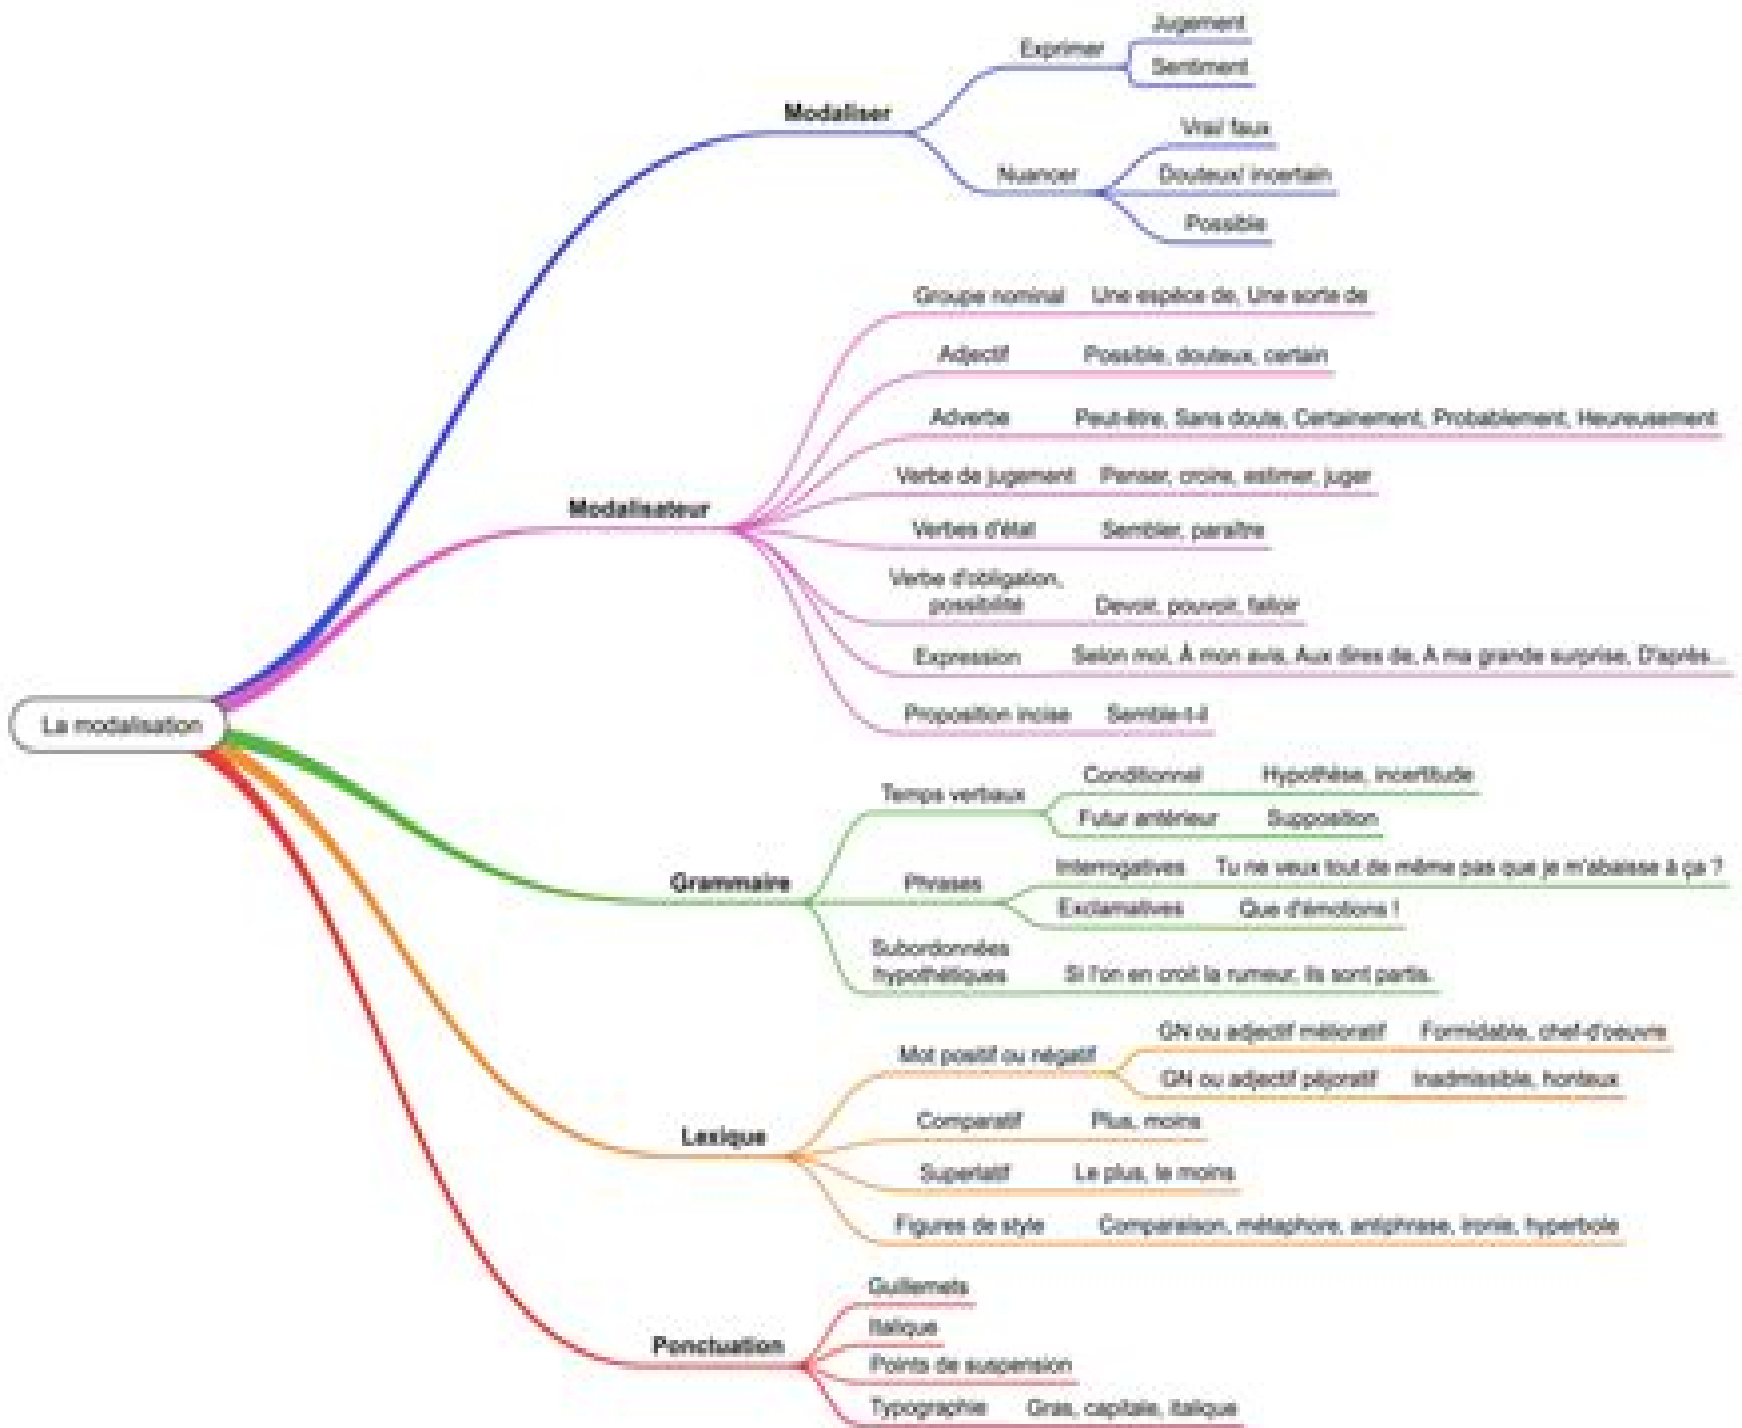 Jugement
Exprimer
Sentiment
Modaliser
Vrai/ faux
Nuancer
Douteux/ incertain
Possible
Groupe nominal Une espèce de, Une sorte de
Adjectif Possible, douteux, certain
Adverbe Peut-être, Sans doute, Certainement, Probablement, Heureusement
Verbe de jugement Penser, croire, estimer, juger
Modalisateur
Verbes d'état Sembler, paraître
Verbe d'obligation,
possibilité Devoir, pouvoir, falloir
Expression Selon moi, À mon avis, Aux dires de, A ma grande surprise, D'après...
Proposition incise Semble-t-il
La modalisation
Conditionnel Hypothèse, incertitude
Temps verbaux
Futur antérieur Supposition
Interrogatives Tu ne veux tout de même pas que je m'abaisse à ça ?
Grammaire
Phrases
Exclamatives Que d'émotions !
Subordonnées
hypothétiques Si l'on en croit la rumeur, ils sont partis.
GN ou adjectif mélioratif Formidable, chef-d'oeuvre
Mot positif ou négatif
GN ou adjectif péjoratif Inadmissible, honteux
Comparatif Plus, moins
Lexique
Superlatif Le plus, le moins
Figures de style Comparaison, métaphore, antiphrase, ironie, hyperbole
Guillemets
Italique
Ponctuation
Points de suspension
Typographie Gras, capitale, italique